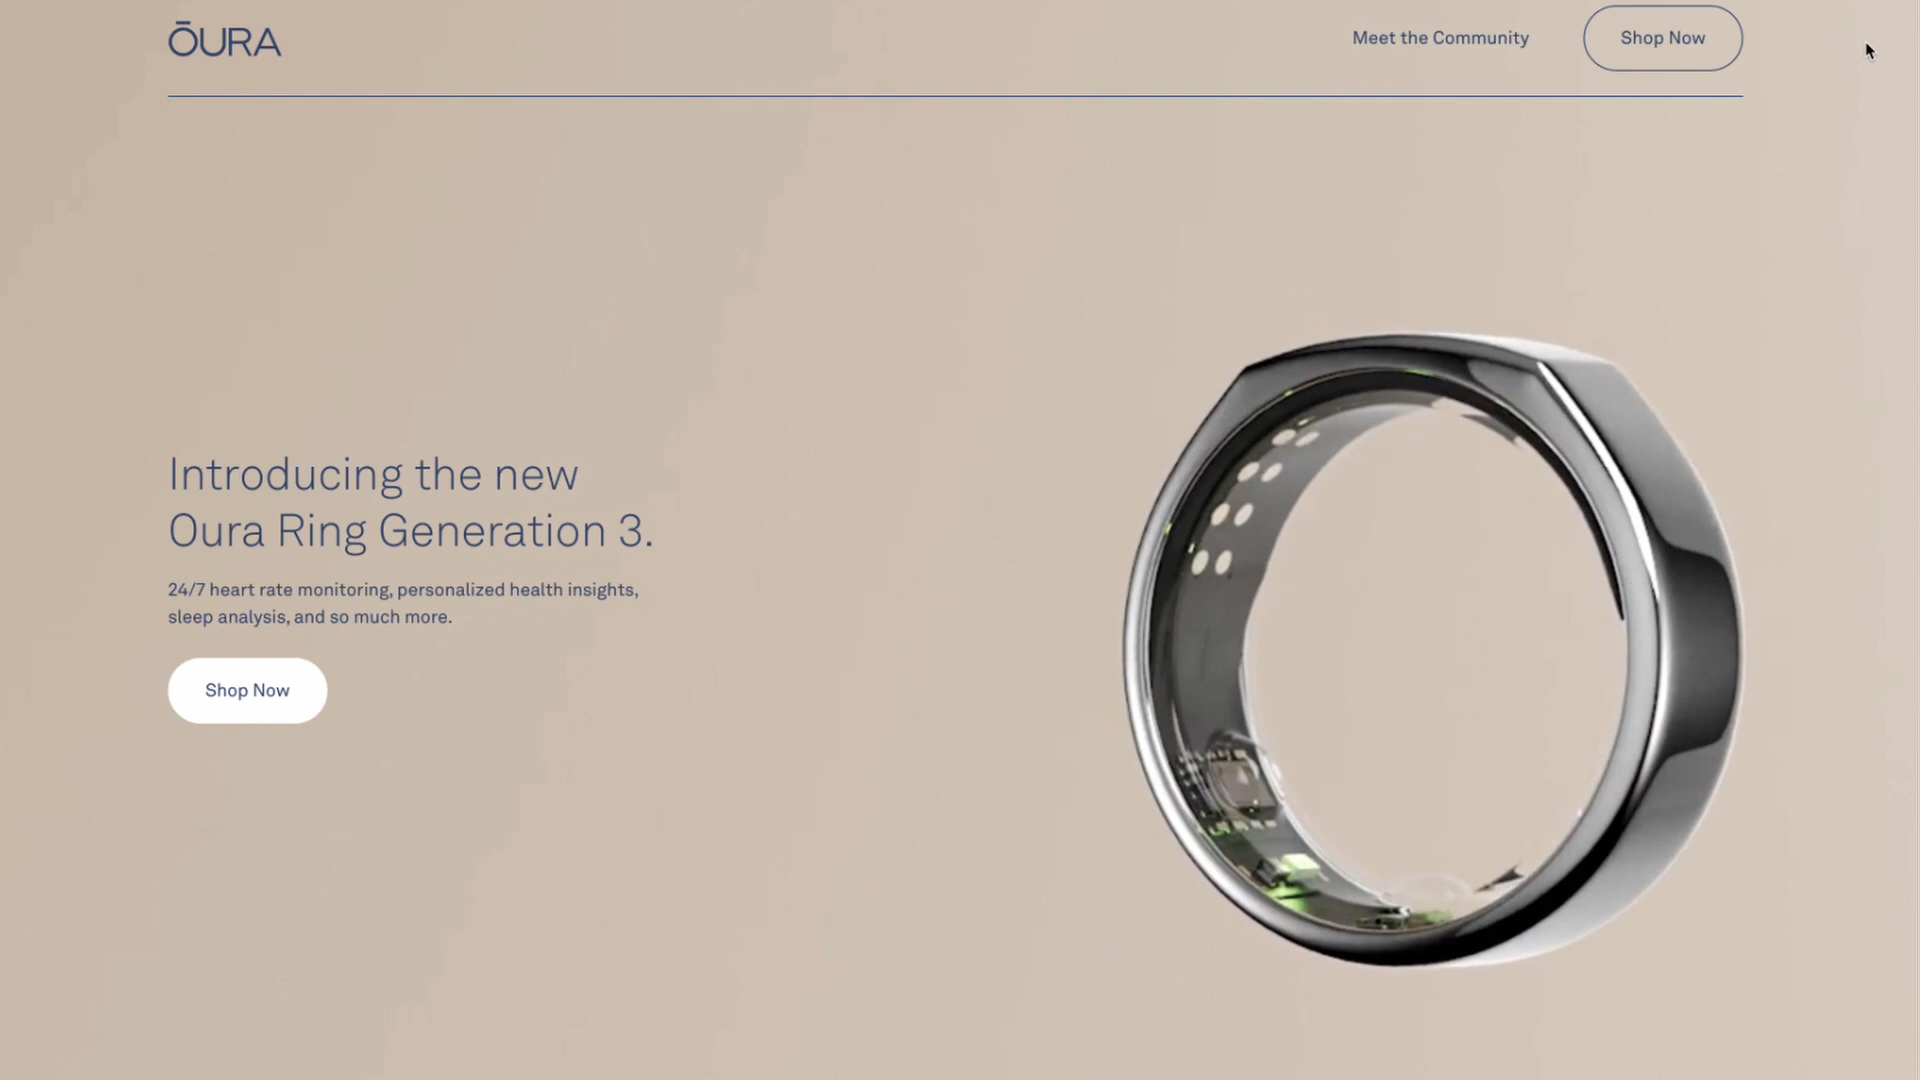 ŌURA
Meet the Community
Shop Now
Introducing the new
Oura Ring Generation 3.
24/7 heart rate monitoring, personalized health insights,
sleep analysis, and so much more.
Shop Now